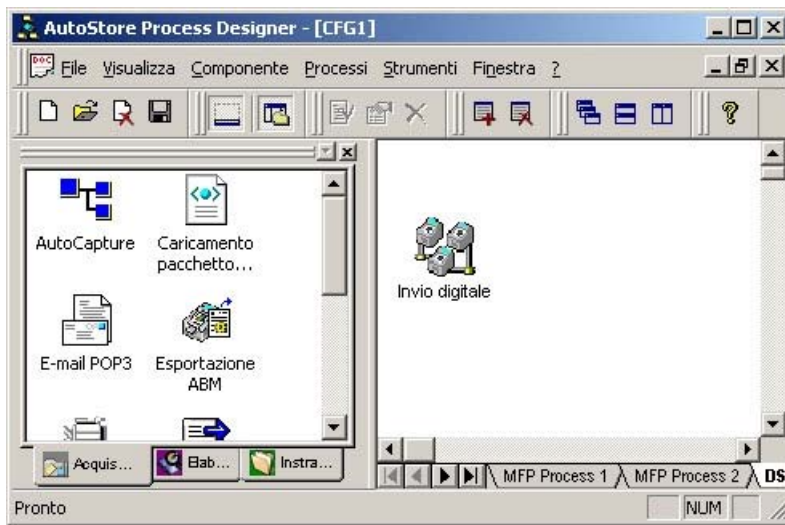 AutoStore Process Designer - [CFG1]
DOC
File Visualizza Componente Processi Strumenti Finestra ?
AutoCapture
Caricamento
pacchetto...
E-mail POP3
Esportazione
ABM
Invio digitale
Acquis...
Elab...
Instra...
MFP Process 1
MFP Process 2
DS
Pronto
NUM